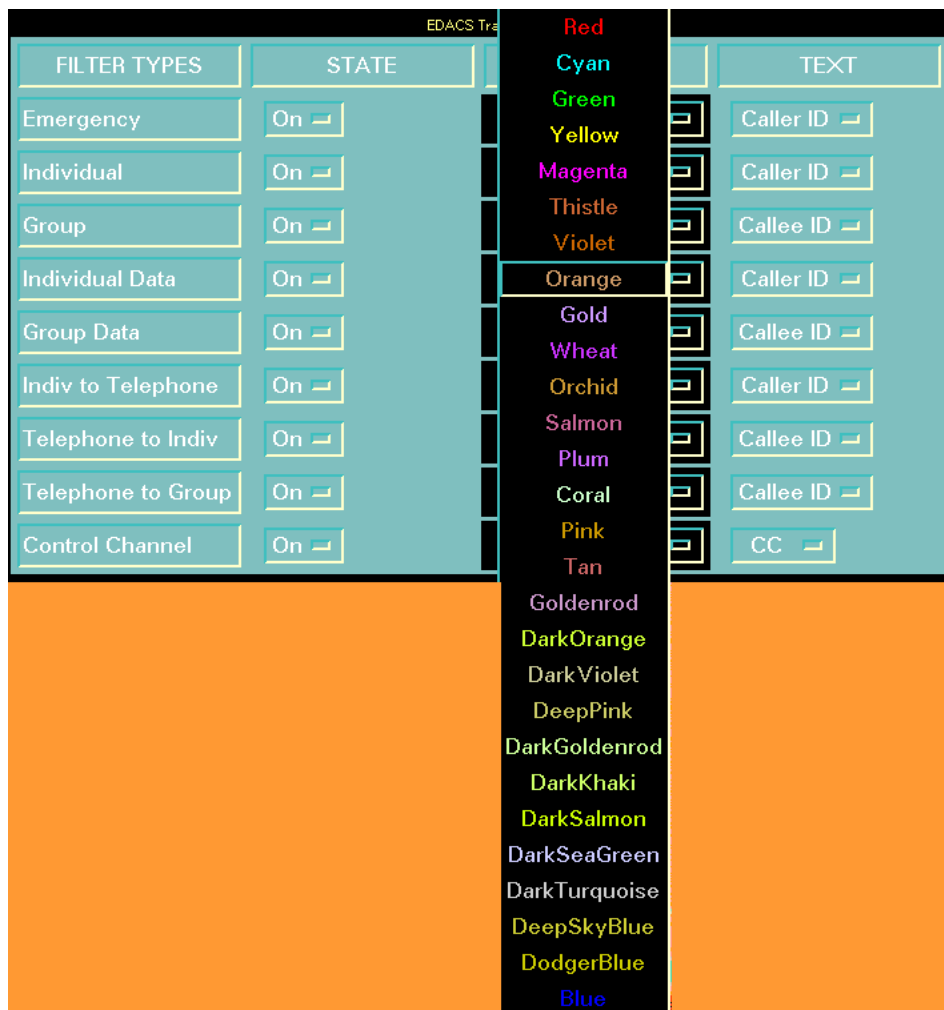 EDACS Tra
FILTER TYPES STATE TEXT
Emergency On Caller ID
Individual On Caller ID
Group On Callee ID
Individual Data On Caller ID
Group Data On Callee ID
Indiv to Telephone On Caller ID
Telephone to Indiv On Callee ID
Telephone to Group On Callee ID
Control Channel On CC
Red
Cyan
Green
Yellow
Magenta
Thistle
Violet
Orange
Gold
Wheat
Orchid
Salmon
Plum
Coral
Pink
Tan
Goldenrod
DarkOrange
DarkViolet
DeepPink
DarkGoldenrod
DarkKhaki
DarkSalmon
DarkSeaGreen
DarkTurquoise
DeepSkyBlue
DodgerBlue
Blue